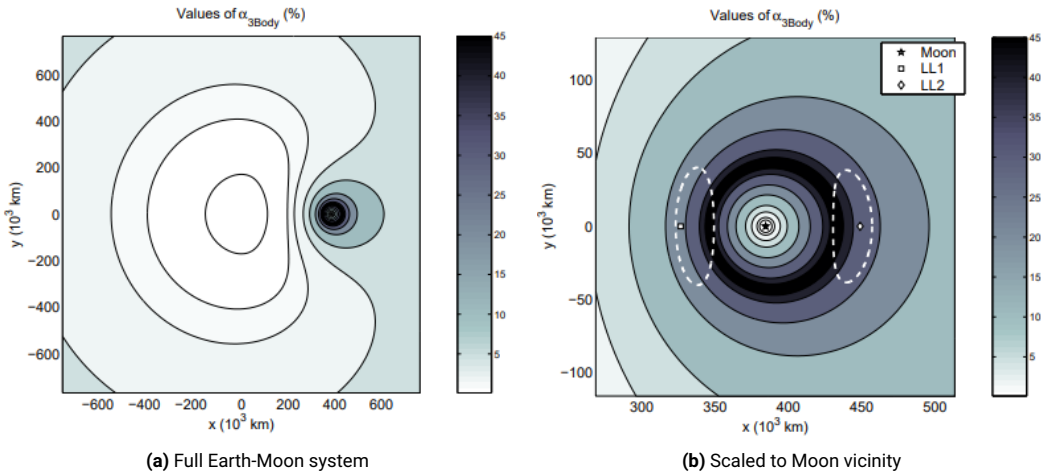 Values of α3Body (%)
600
400
200
0
−200
−400
−600
y (10³ km)
−600 −400 −200 0 200 400 600
x (10³ km)
45
40
35
30
25
20
15
10
5
(a) Full Earth-Moon system
Values of α3Body (%)
Moon
LL1
LL2
100
50
0
−50
−100
y (10³ km)
300 350 400 450 500
x (10³ km)
45
40
35
30
25
20
15
10
5
(b) Scaled to Moon vicinity